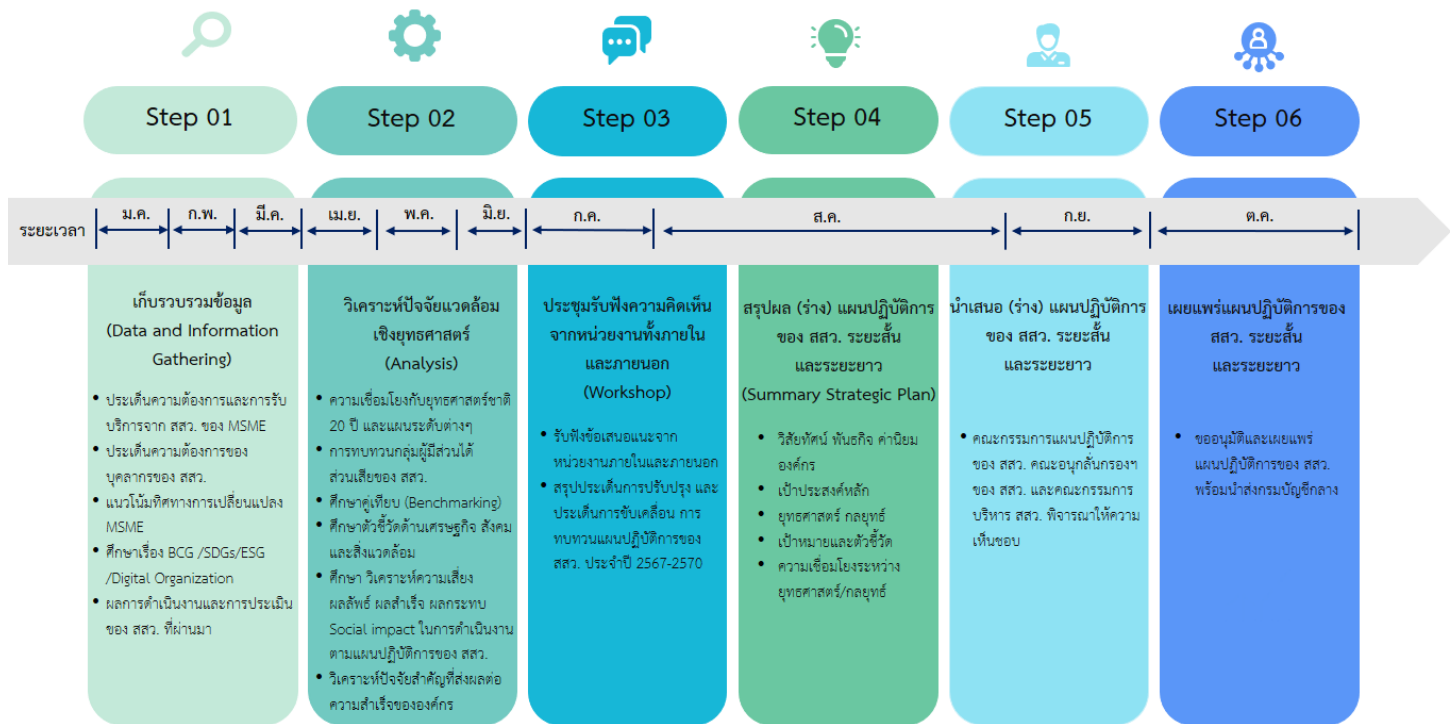 Step 01
Step 02
Step 03
Step 04
Step 05
Step 06
ระยะเวลา
ม.ค.
ก.พ.
มี.ค.
เม.ย.
พ.ค.
มิ.ย.
ก.ค.
ส.ค.
ก.ย.
ต.ค.
เก็บรวบรวมข้อมูล
(Data and Information
Gathering)
• ประเด็นความต้องการและการรับ
บริการจาก สสว. ของ MSME
• ประเด็นความต้องการของ
บุคลากรของ สสว.
• แนวโน้มทิศทางการเปลี่ยนแปลง
MSME
• ศึกษาเรื่อง BCG /SDGs/ESG
/Digital Organization
• ผลการดำเนินงานและการประเมิน
ของ สสว. ที่ผ่านมา
วิเคราะห์ปัจจัยแวดล้อม
เชิงยุทธศาสตร์
(Analysis)
• ความเชื่อมโยงกับยุทธศาสตร์ชาติ
20 ปี และแผนระดับต่างๆ
• การทบทวนกลุ่มผู้มีส่วนได้
ส่วนเสียของ สสว.
• ศึกษาคู่เทียบ (Benchmarking)
• ศึกษาตัวชี้วัดด้านเศรษฐกิจ สังคม
และสิ่งแวดล้อม
• ศึกษา วิเคราะห์ความเสี่ยง
ผลลัพธ์ ผลสำเร็จ ผลกระทบ
Social impact ในการดำเนินงาน
ตามแผนปฏิบัติการของ สสว.
• วิเคราะห์ปัจจัยสำคัญที่ส่งผลต่อ
ความสำเร็จขององค์กร
ประชุมรับฟังความคิดเห็น
จากหน่วยงานทั้งภายใน
และภายนอก
(Workshop)
• รับฟังข้อเสนอแนะจาก
หน่วยงานภายในและภายนอก
• สรุปประเด็นการปรับปรุง และ
ประเด็นการขับเคลื่อน การ
ทบทวนแผนปฏิบัติการของ
สสว. ประจำปี 2567-2570
สรุปผล (ร่าง) แผนปฏิบัติการ
ของ สสว. ระยะสั้น
และระยะยาว
(Summary Strategic Plan)
• วิสัยทัศน์ พันธกิจ ค่านิยม
องค์กร
• เป้าประสงค์หลัก
• ยุทธศาสตร์ กลยุทธ์
• เป้าหมายและตัวชี้วัด
• ความเชื่อมโยงระหว่าง
ยุทธศาสตร์/กลยุทธ์
นำเสนอ (ร่าง) แผนปฏิบัติการ
ของ สสว. ระยะสั้น
และระยะยาว
• คณะกรรมการแผนปฏิบัติการ
ของ สสว. คณะอนุกลั่นกรองฯ
ของ สสว. และคณะกรรมการ
บริหาร สสว. พิจารณาให้ความ
เห็นชอบ
เผยแพร่แผนปฏิบัติการของ
สสว. ระยะสั้น
และระยะยาว
• ขออนุมัติและเผยแพร่
แผนปฏิบัติการของ สสว.
พร้อมนำส่งกรมบัญชีกลาง